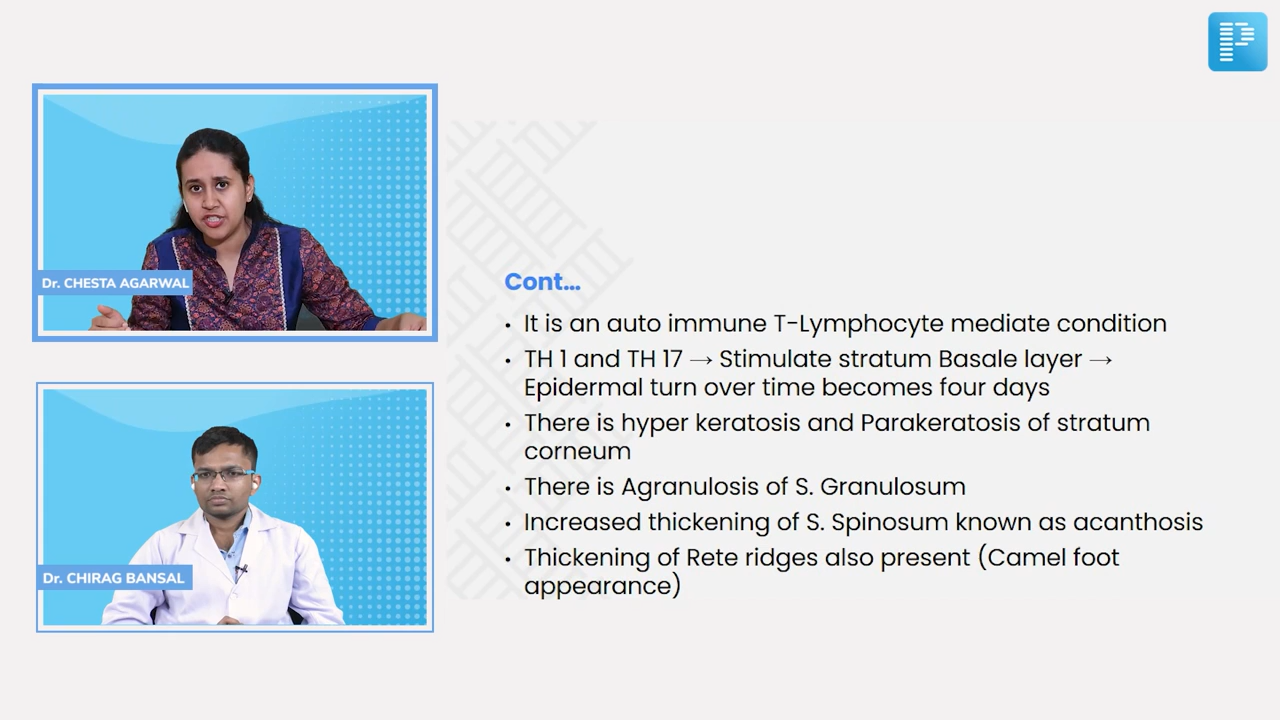 Dr. CHESTA AGARWAL
Dr. CHIRAG BANSAL
Cont...
• It is an auto immune T-Lymphocyte mediate condition
• TH 1 and TH 17 → Stimulate stratum Basale layer →
Epidermal turn over time becomes four days
• There is hyper keratosis and Parakeratosis of stratum
corneum
• There is Agranulosis of S. Granulosum
• Increased thickening of S. Spinosum known as acanthosis
• Thickening of Rete ridges also present (Camel foot
appearance)